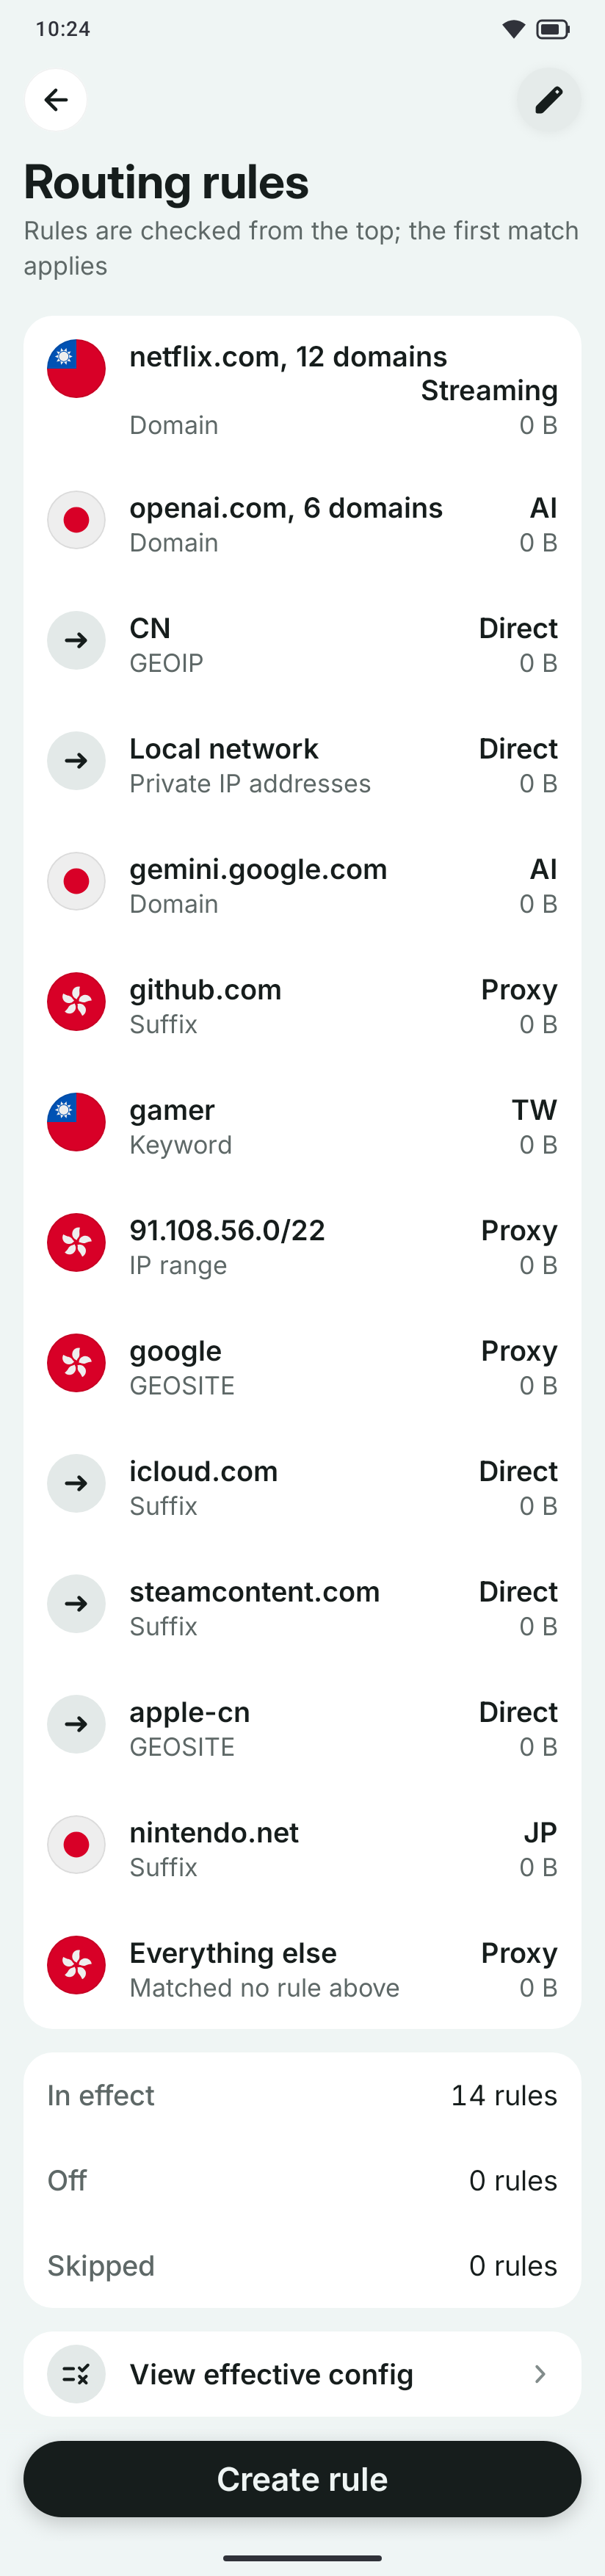 10:24
Routing rules
Rules are checked from the top; the first match
applies
netflix.com, 12 domains
Streaming
Domain 0 B
openai.com, 6 domains AI
Domain 0 B
CN Direct
GEOIP 0 B
Local network Direct
Private IP addresses 0 B
gemini.google.com AI
Domain 0 B
github.com Proxy
Suffix 0 B
gamer TW
Keyword 0 B
91.108.56.0/22 Proxy
IP range 0 B
google Proxy
GEOSITE 0 B
icloud.com Direct
Suffix 0 B
steamcontent.com Direct
Suffix 0 B
apple-cn Direct
GEOSITE 0 B
nintendo.net JP
Suffix 0 B
Everything else Proxy
Matched no rule above 0 B
In effect 14 rules
Off 0 rules
Skipped 0 rules
View effective config
Create rule